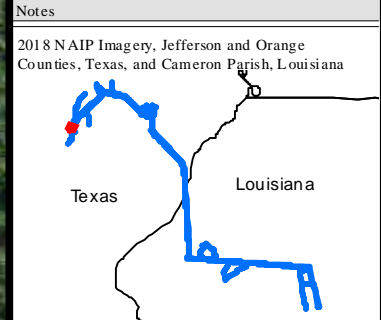 Notes
2018 NAIP Imagery, Jefferson and Orange
Counties, Texas, and Cameron Parish, Louisiana
Texas
Louisiana